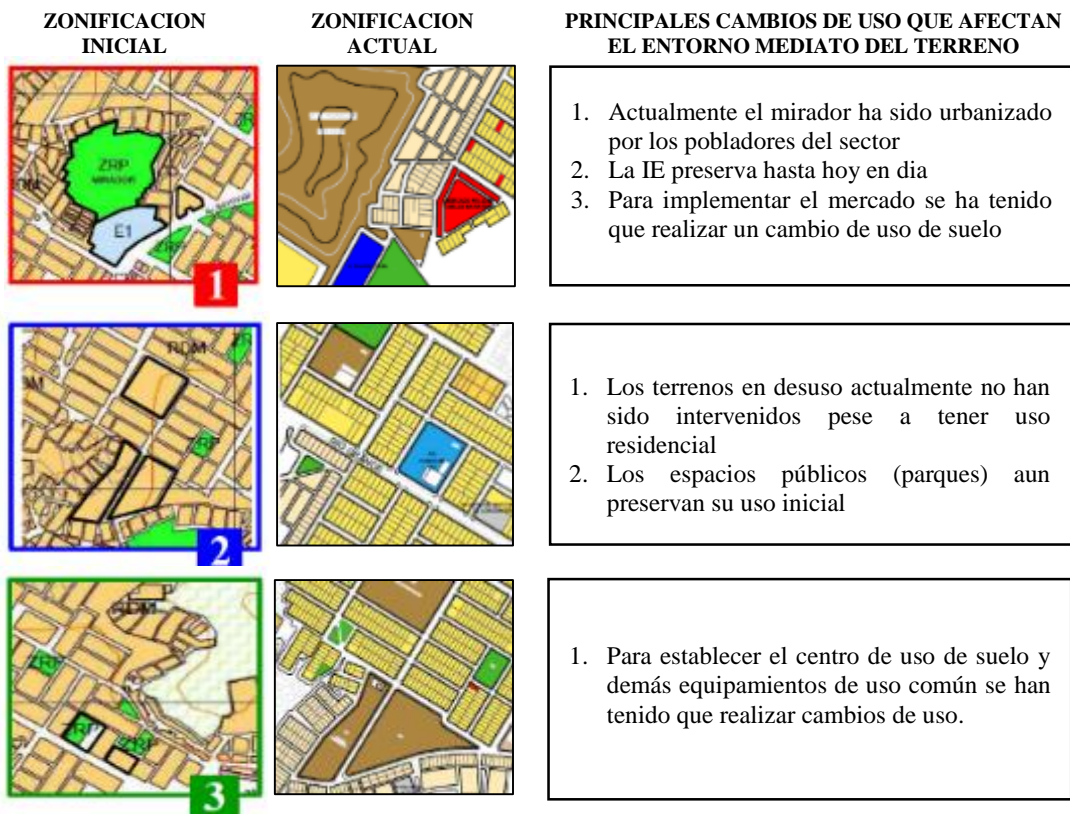 ZONIFICACION
INICIAL
ZONIFICACION
ACTUAL
PRINCIPALES CAMBIOS DE USO QUE AFECTAN
EL ENTORNO MEDIATO DEL TERRENO
ZRP
MIRADOR
E1
ZRP
1
1. Actualmente el mirador ha sido urbanizado
por los pobladores del sector
2. La IE preserva hasta hoy en dia
3. Para implementar el mercado se ha tenido
que realizar un cambio de uso de suelo
RDM
ZRP
2
1. Los terrenos en desuso actualmente no han
sido intervenidos pese a tener uso
residencial
2. Los espacios públicos (parques) aun
preservan su uso inicial
RDM
ZRP
ZRP
ZRP
3
1. Para establecer el centro de uso de suelo y
demás equipamientos de uso común se han
tenido que realizar cambios de uso.